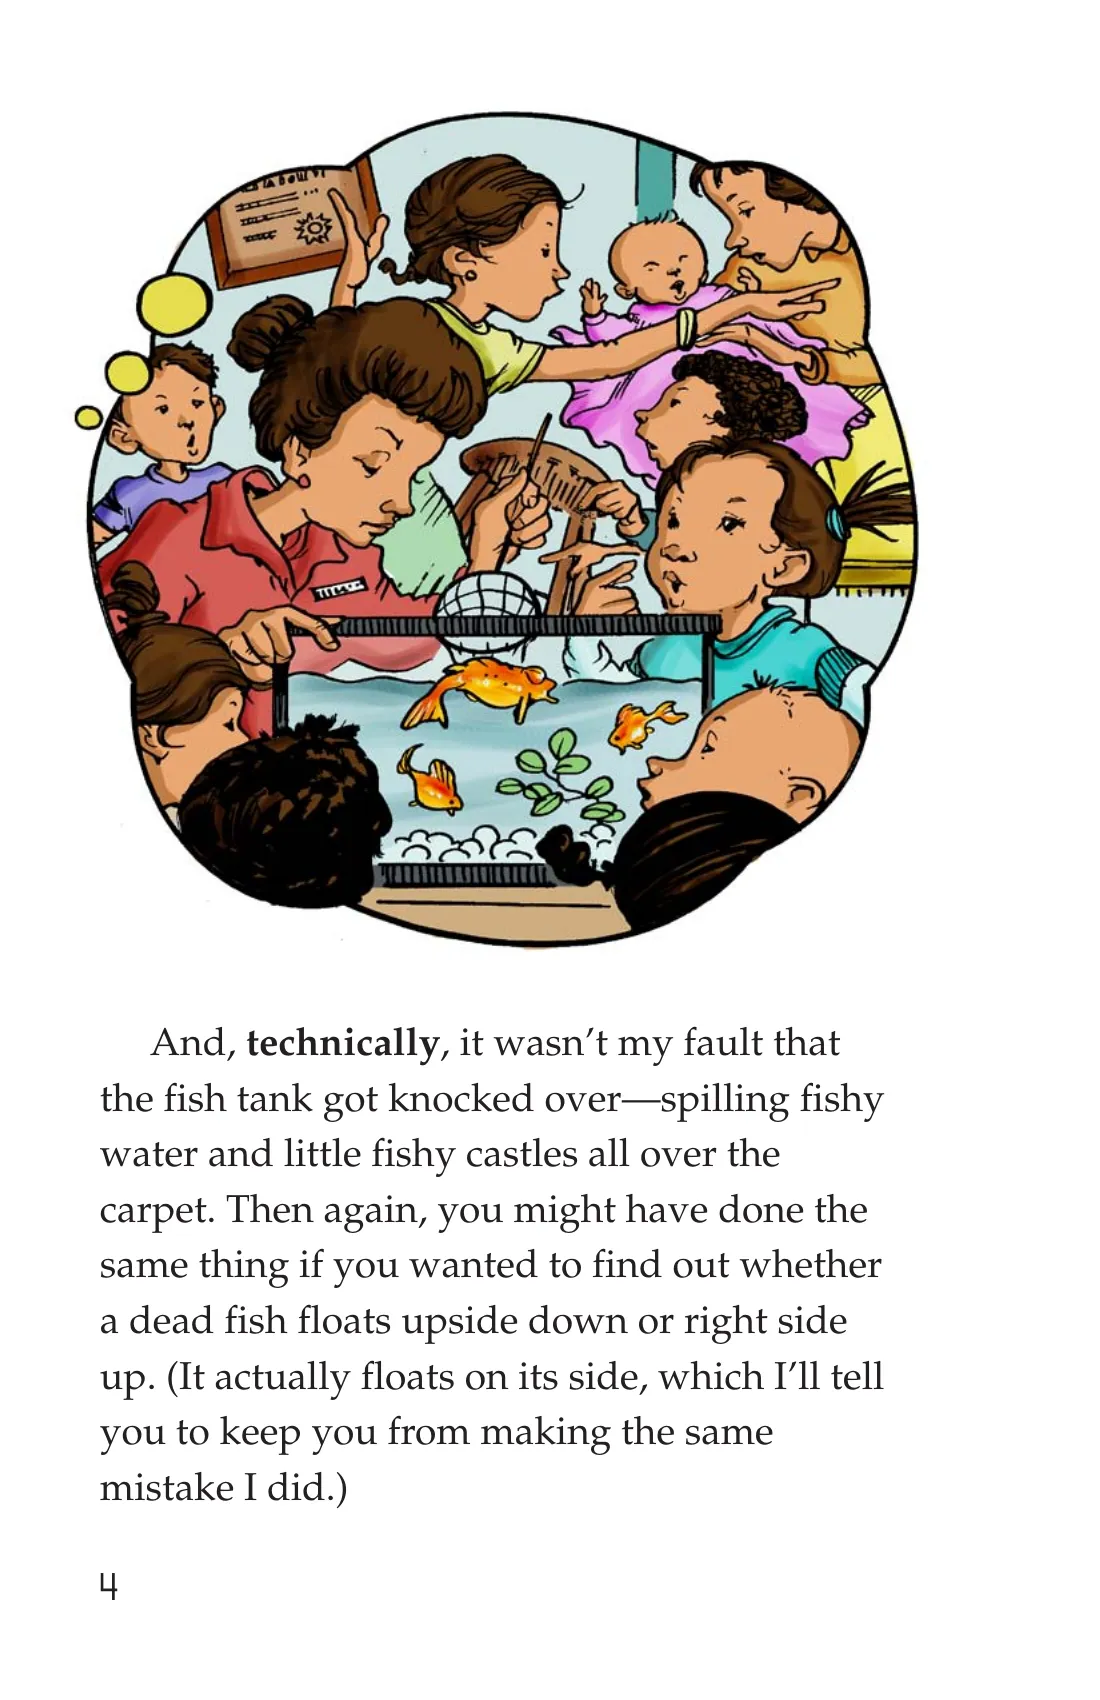 And, technically, it wasn’t my fault that
the fish tank got knocked over—spilling fishy
water and little fishy castles all over the
carpet. Then again, you might have done the
same thing if you wanted to find out whether
a dead fish floats upside down or right side
up. (It actually floats on its side, which I’ll tell
you to keep you from making the same
mistake I did.)
4